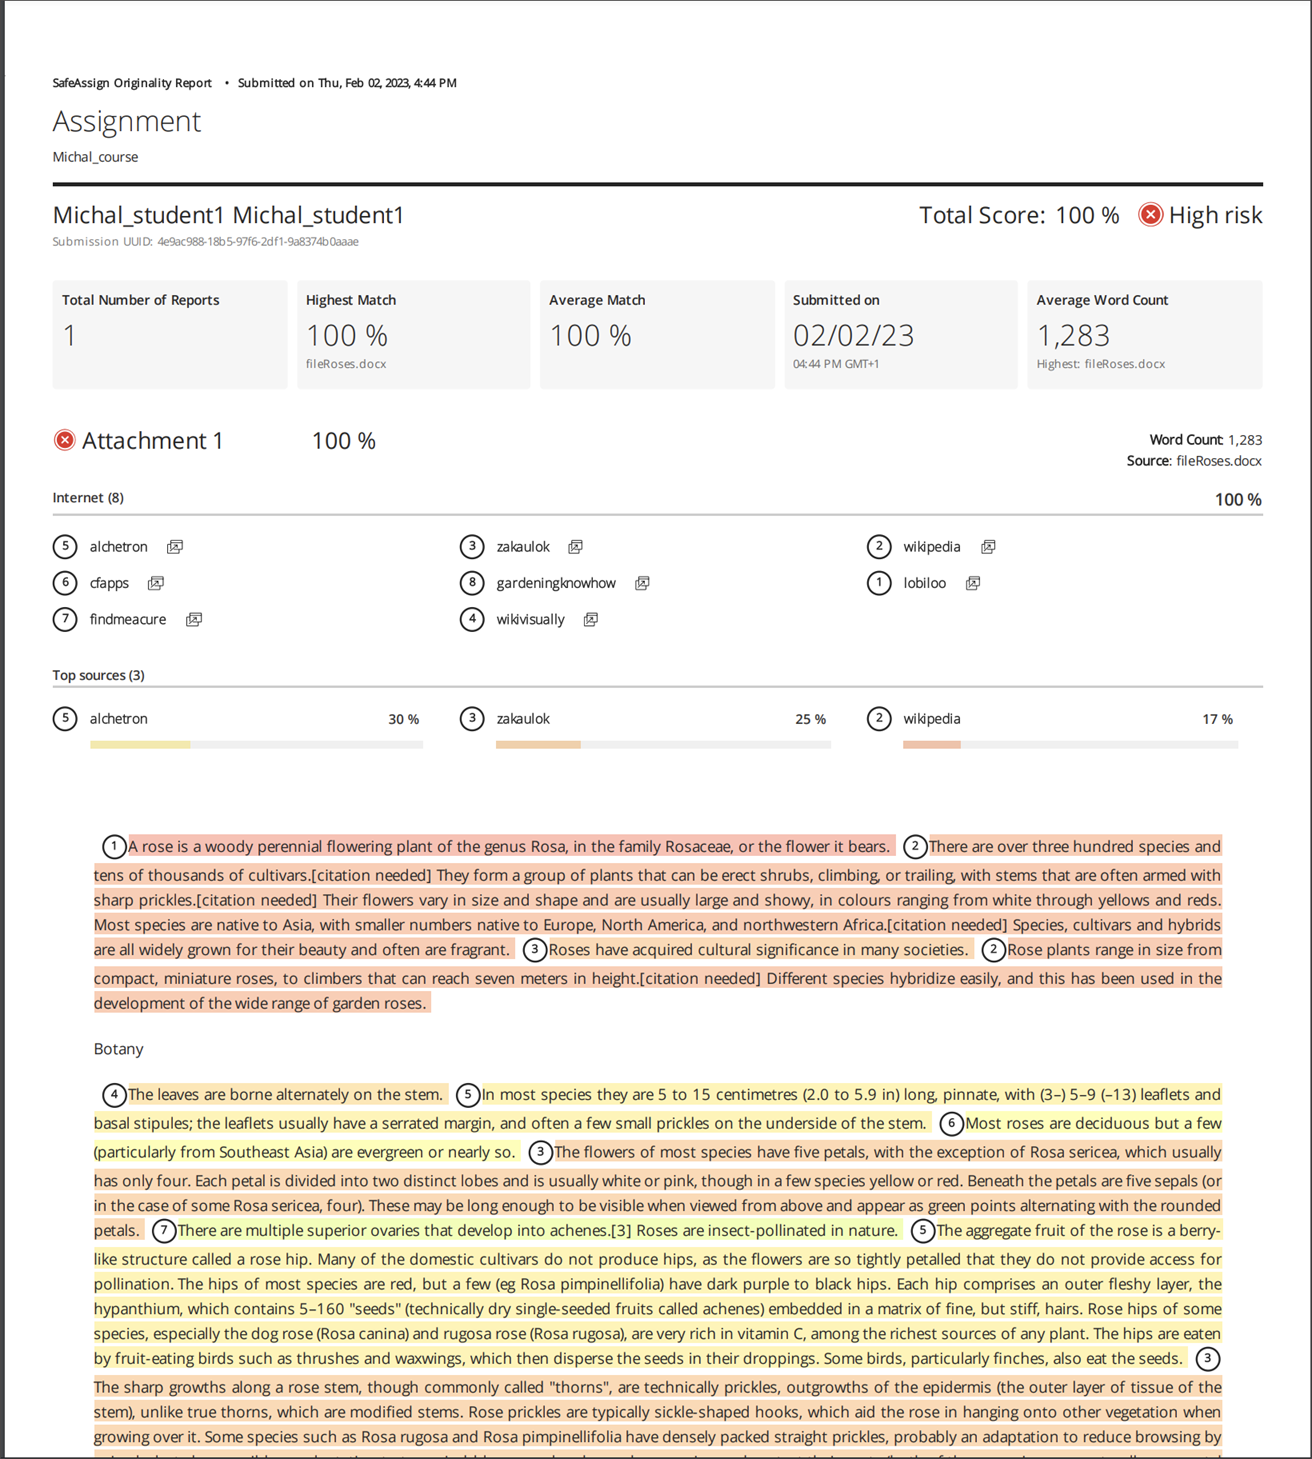 SafeAssign Originality Report • Submitted on Thu, Feb 02, 2023, 4:44 PM
Assignment
Michal_course
Michal_student1 Michal_student1
Total Score: 100 % High risk
Submission UUID: 4e9ac988-18b5-97f6-2df1-9a8374b0aaae
Total Number of Reports
1
Highest Match
100 %
fileRoses.docx
Average Match
100 %
Submitted on
02/02/23
04:44 PM GMT+1
Average Word Count
1,283
Highest: fileRoses.docx
Attachment 1 100 %
Word Count: 1,283
Source: fileRoses.docx
Internet (8) 100 %
5 alchetron 3 zakaulok 2 wikipedia
6 cfapps 8 gardeningknowhow 1 lobiloo
7 findmeacure 4 wikivisually
Top sources (3)
5 alchetron 30 % 3 zakaulok 25 % 2 wikipedia 17 %
1 A rose is a woody perennial flowering plant of the genus Rosa, in the family Rosaceae, or the flower it bears. 2 There are over three hundred species and
tens of thousands of cultivars.[citation needed] They form a group of plants that can be erect shrubs, climbing, or trailing, with stems that are often armed with
sharp prickles.[citation needed] Their flowers vary in size and shape and are usually large and showy, in colours ranging from white through yellows and reds.
Most species are native to Asia, with smaller numbers native to Europe, North America, and northwestern Africa.[citation needed] Species, cultivars and hybrids
are all widely grown for their beauty and often are fragrant. 3 Roses have acquired cultural significance in many societies. 2 Rose plants range in size from
compact, miniature roses, to climbers that can reach seven meters in height.[citation needed] Different species hybridize easily, and this has been used in the
development of the wide range of garden roses.
Botany
4 The leaves are borne alternately on the stem. 5 In most species they are 5 to 15 centimetres (2.0 to 5.9 in) long, pinnate, with (3–) 5–9 (–13) leaflets and
basal stipules; the leaflets usually have a serrated margin, and often a few small prickles on the underside of the stem. 6 Most roses are deciduous but a few
(particularly from Southeast Asia) are evergreen or nearly so. 3 The flowers of most species have five petals, with the exception of Rosa sericea, which usually
has only four. Each petal is divided into two distinct lobes and is usually white or pink, though in a few species yellow or red. Beneath the petals are five sepals (or
in the case of some Rosa sericea, four). These may be long enough to be visible when viewed from above and appear as green points alternating with the rounded
petals. 7 There are multiple superior ovaries that develop into achenes.[3] Roses are insect-pollinated in nature. 5 The aggregate fruit of the rose is a berry-
like structure called a rose hip. Many of the domestic cultivars do not produce hips, as the flowers are so tightly petalled that they do not provide access for
pollination. The hips of most species are red, but a few (eg Rosa pimpinellifolia) have dark purple to black hips. Each hip comprises an outer fleshy layer, the
hypanthium, which contains 5–160 "seeds" (technically dry single-seeded fruits called achenes) embedded in a matrix of fine, but stiff, hairs. Rose hips of some
species, especially the dog rose (Rosa canina) and rugosa rose (Rosa rugosa), are very rich in vitamin C, among the richest sources of any plant. The hips are eaten
by fruit-eating birds such as thrushes and waxwings, which then disperse the seeds in their droppings. Some birds, particularly finches, also eat the seeds. 3
The sharp growths along a rose stem, though commonly called "thorns", are technically prickles, outgrowths of the epidermis (the outer layer of tissue of the
stem), unlike true thorns, which are modified stems. Rose prickles are typically sickle-shaped hooks, which aid the rose in hanging onto other vegetation when
growing over it. Some species such as Rosa rugosa and Rosa pimpinellifolia have densely packed straight prickles, probably an adaptation to reduce browsing by